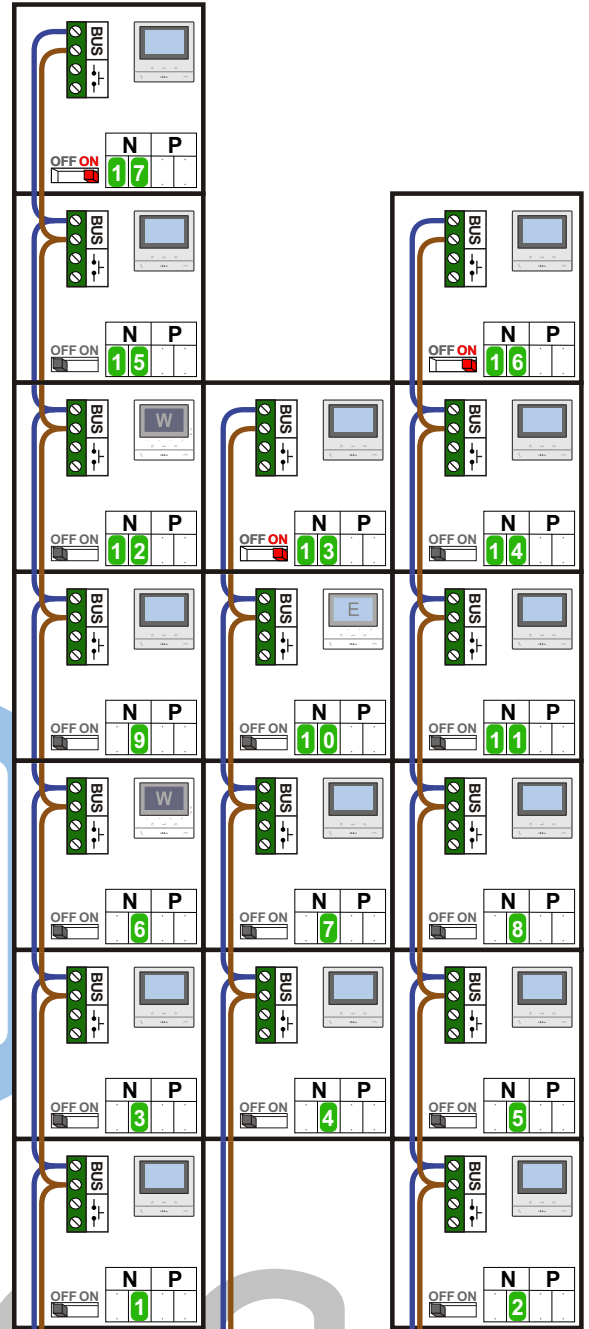 BUS
N P
OFF ON 17
BUS BUS
N P N P
OFF ON 15 OFF ON 16
BUS W BUS BUS
N P N P N P
OFF ON 12 OFF ON 13 OFF ON 14
BUS BUS E BUS
N P N P N P
OFF ON 9 OFF ON 10 OFF ON 11
BUS W BUS BUS
N P N P N P
OFF ON 6 OFF ON 7 OFF ON 8
BUS BUS BUS
N P N P N P
OFF ON 3 OFF ON 4 OFF ON 5
BUS BUS
N P N P
OFF ON 1 OFF ON 2